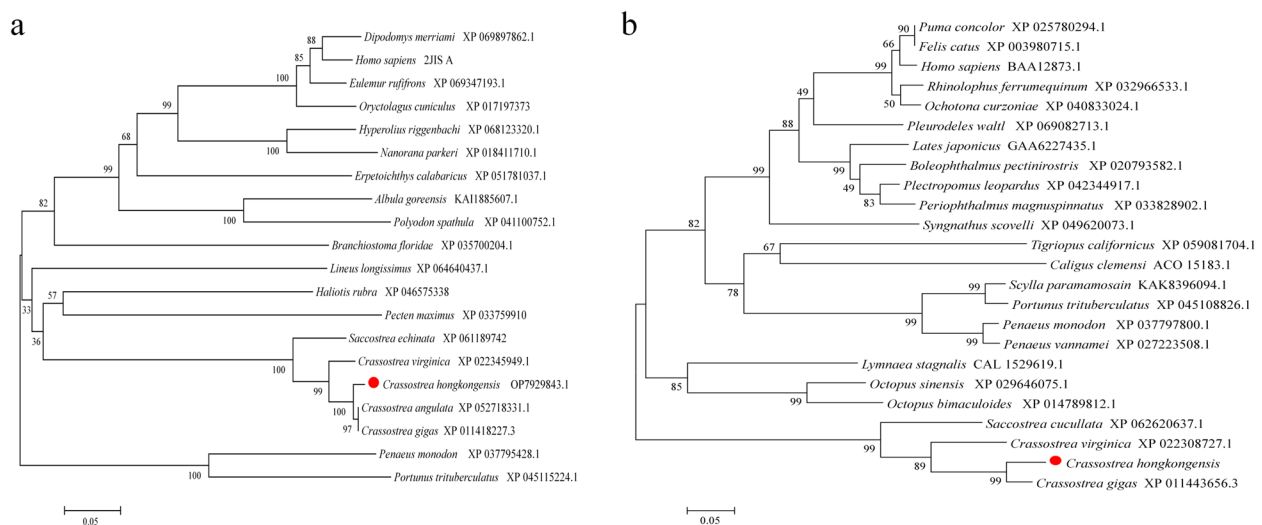 a
88
Dipodomys merriami XP 069897862.1
85
Homo sapiens 2JIS A
100
Eulemur rufifrons XP 069347193.1
99
Oryctolagus cuniculus XP 017197373
68
Hyperolius riggenbachi XP 068123320.1
100
Nanorana parkeri XP 018411710.1
99
Erpetoichthys calabaricus XP 051781037.1
82
Albula goreensis KAI1885607.1
100
Polyodon spathula XP 041100752.1
Branchiostoma floridae XP 035700204.1
Lineus longissimus XP 064640437.1
33
57
Haliotis rubra XP 046575338
Pecten maximus XP 033759910
36
Saccostrea echinata XP 061189742
100
Crassostrea virginica XP 022345949.1
99
Crassostrea hongkongensis OP7929843.1
100
Crassostrea angulata XP 052718331.1
97
Crassostrea gigas XP 011418227.3
Penaeus monodon XP 037795428.1
100
Portunus trituberculatus XP 045115224.1
0.05
b
90
Puma concolor XP 025780294.1
66
Felis catus XP 003980715.1
99
Homo sapiens BAA12873.1
Rhinolophus ferrumequinum XP 032966533.1
50
Ochotona curzoniae XP 040833024.1
49
Pleurodeles waltl XP 069082713.1
88
Lates japonicus GAA6227435.1
99
Boleophthalmus pectinirostris XP 020793582.1
49
Plectropomus leopardus XP 042344917.1
83
Periophthalmus magnuspinnatus XP 033828902.1
99
Syngnathus scovelli XP 049620073.1
82
67
Tigriopus californicus XP 059081704.1
Caligus clemensi ACO 15183.1
78
99
Scylla paramamosain KAK8396094.1
Portunus trituberculatus XP 045108826.1
99
Penaeus monodon XP 037797800.1
99
Penaeus vannamei XP 027223508.1
Lymnaea stagnalis CAL 1529619.1
85
Octopus sinensis XP 029646075.1
99
Octopus bimaculoides XP 014789812.1
Saccostrea cucullata XP 062620637.1
99
Crassostrea virginica XP 022308727.1
89
Crassostrea hongkongensis
99
Crassostrea gigas XP 011443656.3
0.05